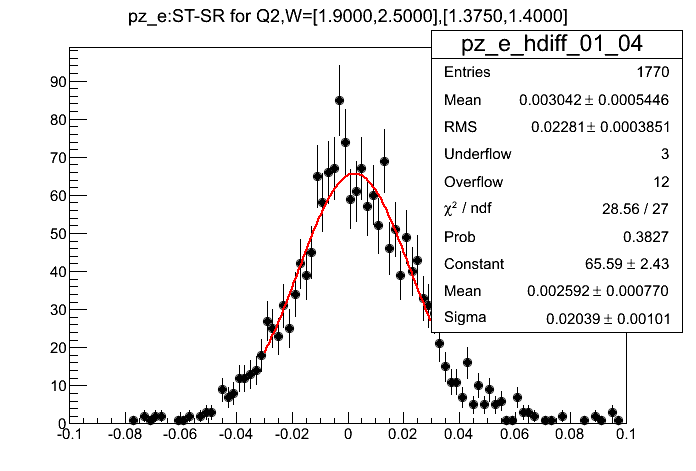 pz_e:ST-SR for Q2,W=[1.9000,2.5000],[1.3750,1.4000]
pz_e_hdiff_01_04
Entries 1770
Mean 0.003042 ± 0.0005446
RMS 0.02281 ± 0.0003851
Underflow 3
Overflow 12
χ² / ndf 28.56 / 27
Prob 0.3827
Constant 65.59 ± 2.43
Mean 0.002592 ± 0.000770
Sigma 0.02039 ± 0.00101
90
80
70
60
50
40
30
20
10
0
-0.1 -0.08 -0.06 -0.04 -0.02 0 0.02 0.04 0.06 0.08 0.1